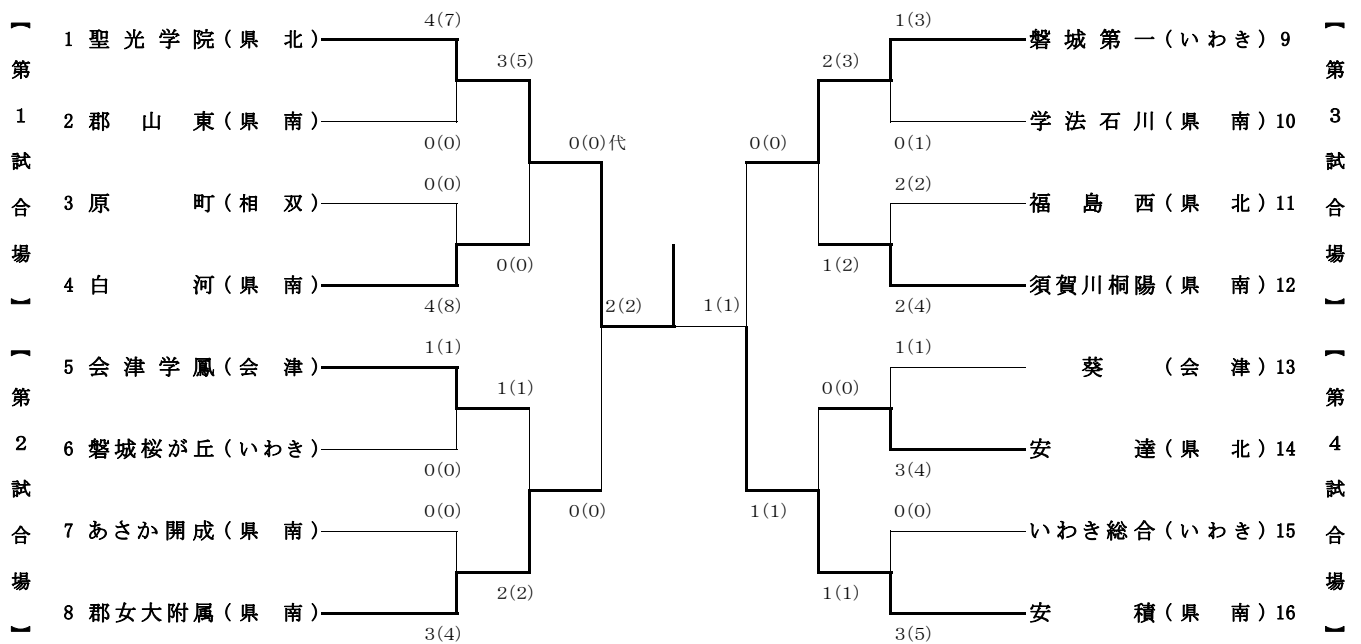 【第1試合場】
4(7)
1 聖光学院(県北)
3(5)
2 郡山東(県南)
0(0)
0(0)代
0(0)
3 原町(相双)
0(0)
4 白河(県南)
4(8)
2(2)
【第2試合場】
1(1)
5 会津学鳳(会津)
1(1)
6 磐城桜が丘(いわき)
0(0)
0(0)
0(0)
7 あさか開成(県南)
2(2)
8 郡女大附属(県南)
3(4)
【第3試合場】
1(3)
磐城第一(いわき) 9
2(3)
学法石川(県南) 10
0(1)
0(0)
2(2)
福島西(県北) 11
1(2)
須賀川桐陽(県南) 12
2(4)
1(1)
【第4試合場】
1(1)
葵(会津) 13
0(0)
安達(県北) 14
3(4)
1(1)
0(0)
いわき総合(いわき) 15
1(1)
安積(県南) 16
3(5)